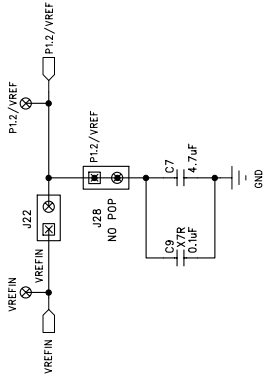 P1.2/VREF
P1.2/VREF
P1.2/VREF
J22
J28
NO POP
VREFIN
VREFIN
VREFIN
C7
4.7uF
C9
X7R
0.1uF
GND